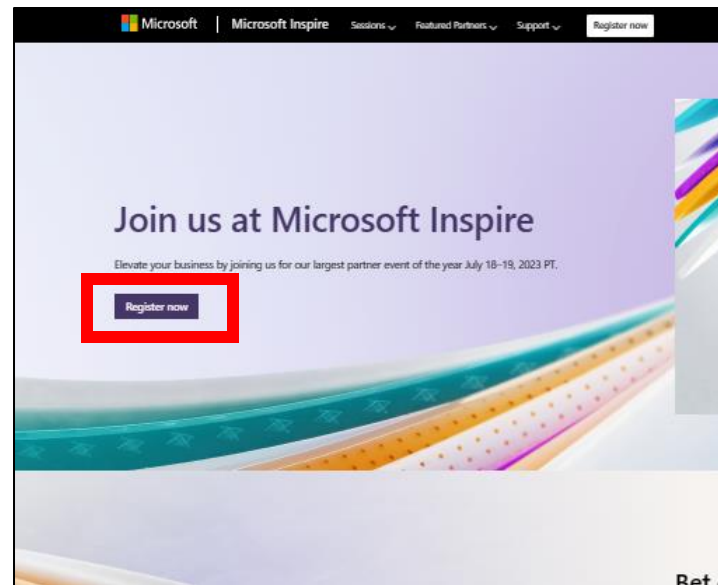 Microsoft | Microsoft Inspire Sessions Featured Partners Support Register now
Join us at Microsoft Inspire
Elevate your business by joining us for our largest partner event of the year July 18–19, 2023 PT.
Register now